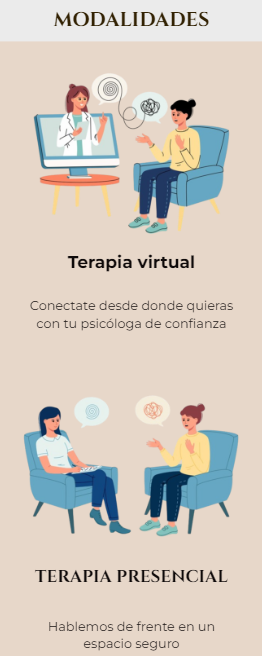 MODALIDADES
Terapia virtual
Conectate desde donde quieras
con tu psicóloga de confianza
TERAPIA PRESENCIAL
Hablemos de frente en un
espacio seguro